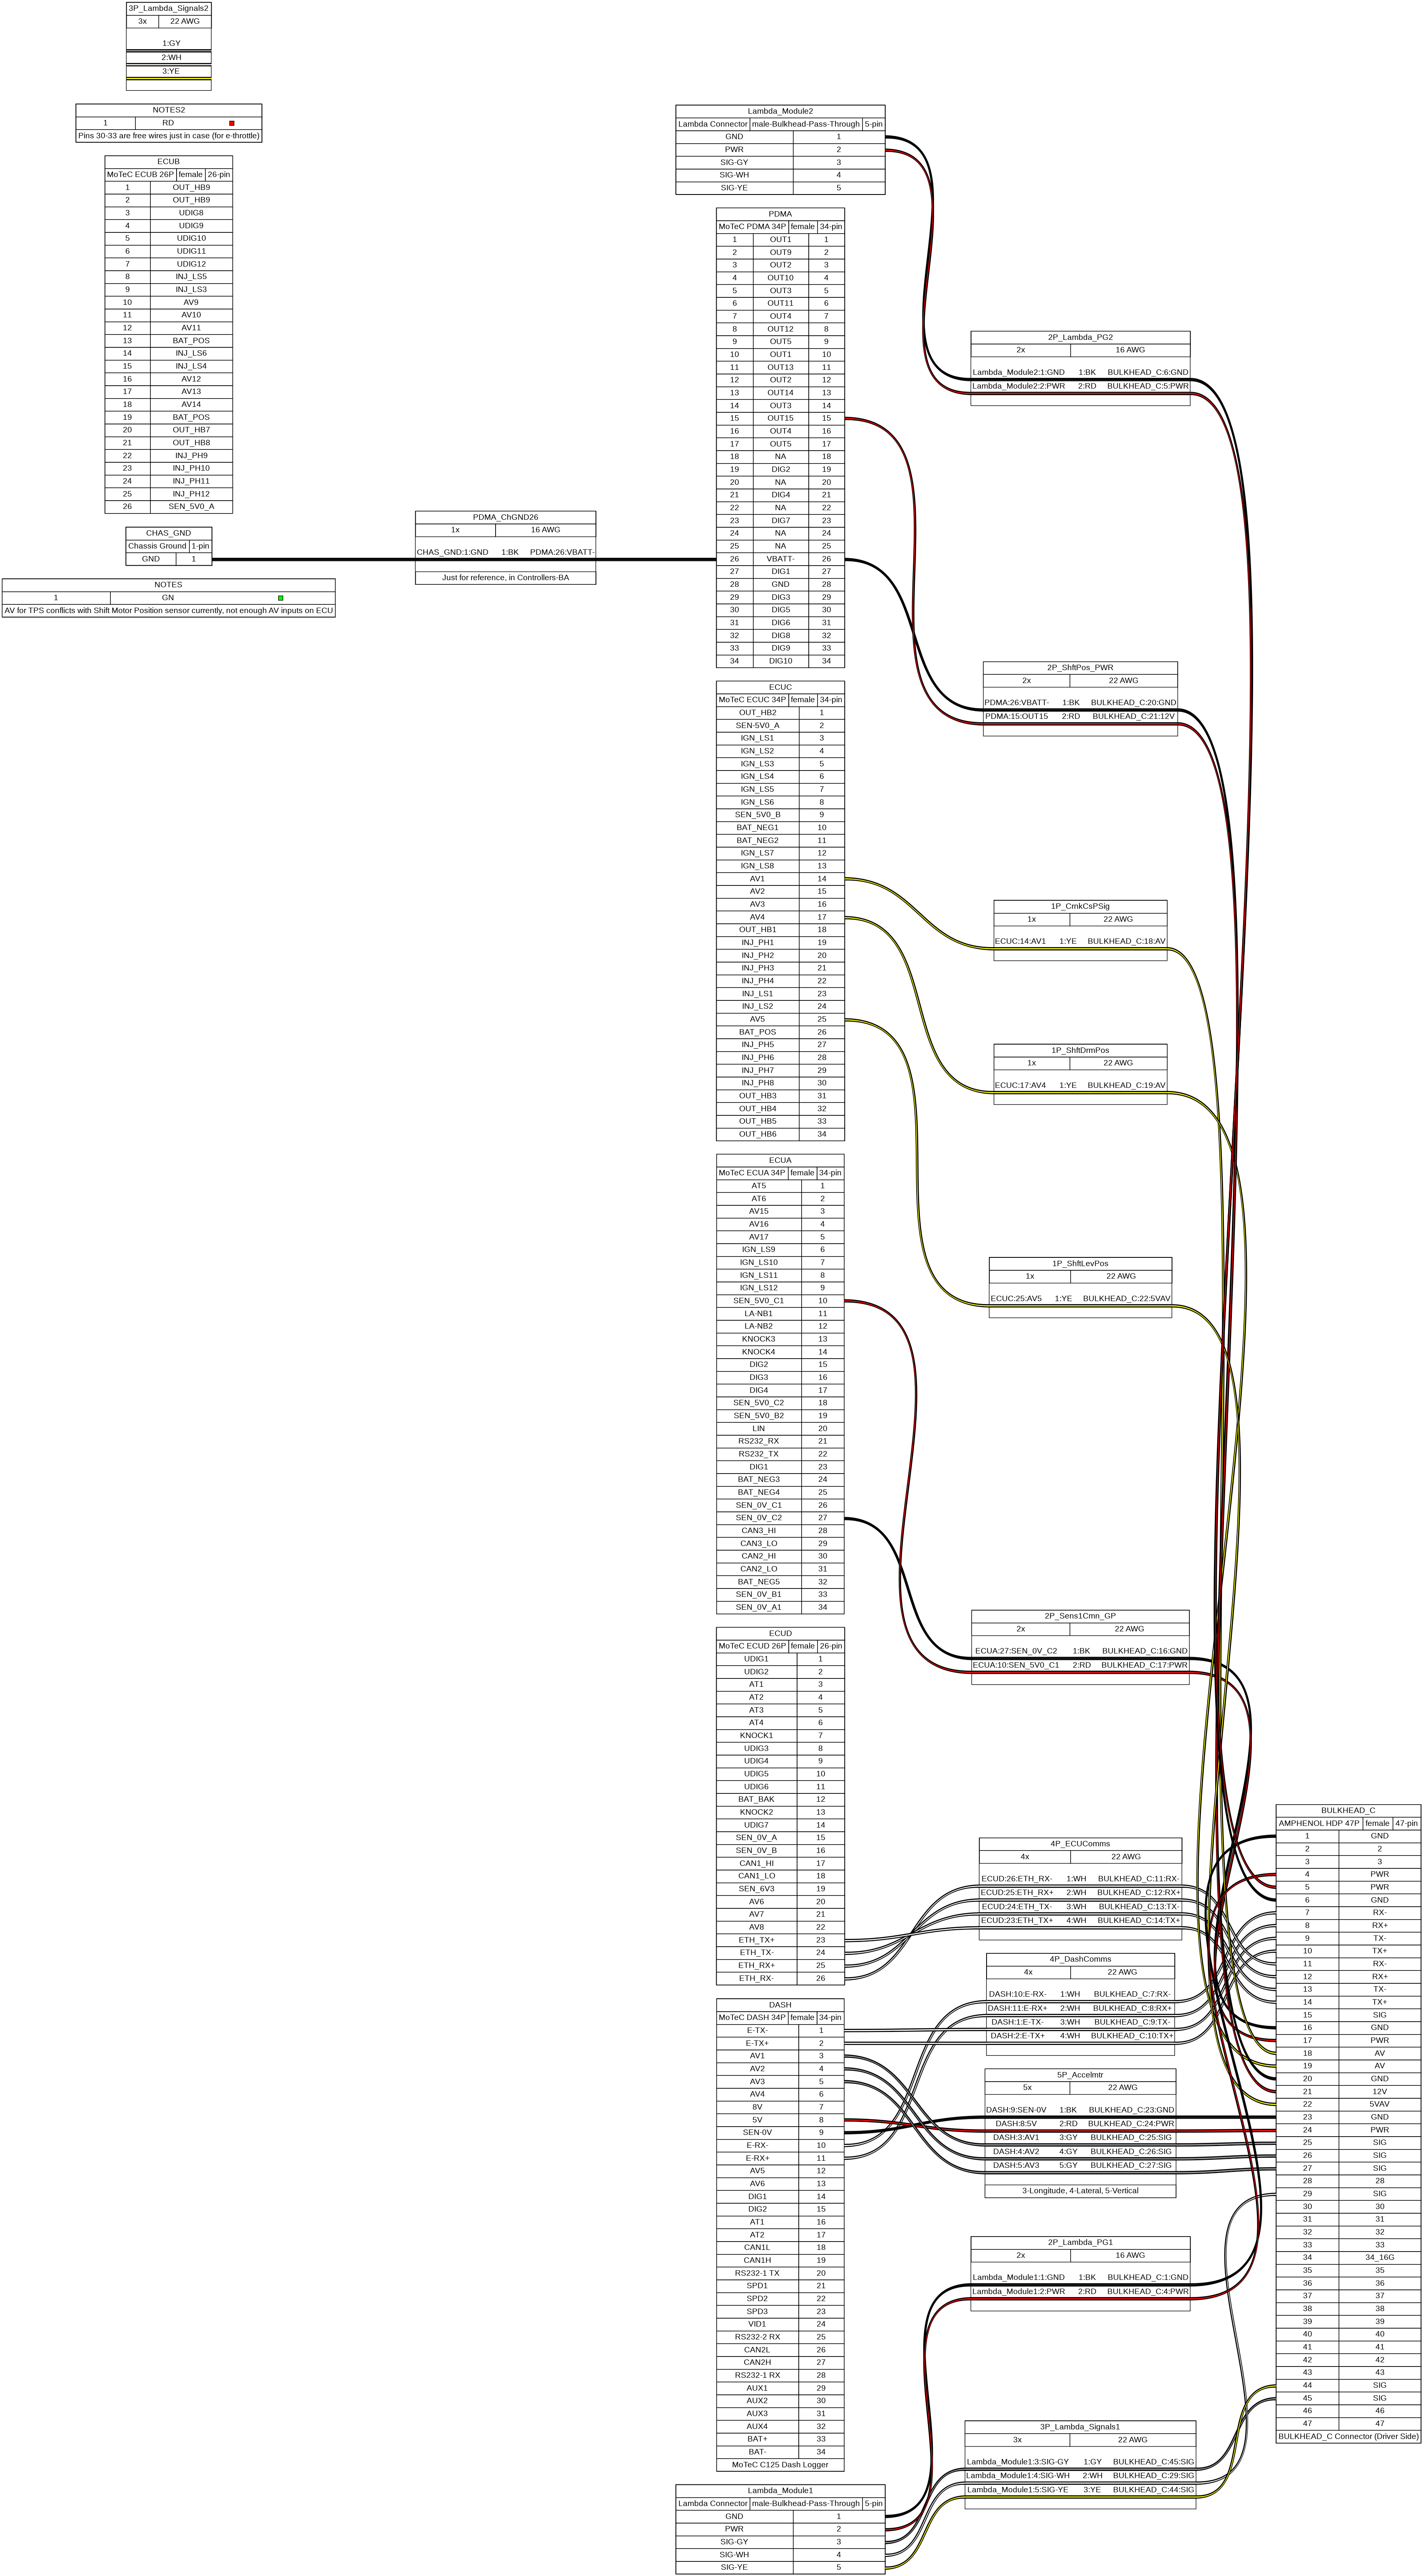 3P_Lambda_Signals2
3x 22 AWG
1:GY
2:WH
3:YE
NOTES2
1 RD
Pins 30-33 are free wires just in case (for e-throttle)
ECUB
MoTeC ECUB 26P female 26-pin
1 OUT_HB9
2 OUT_HB9
3 UDIG8
4 UDIG9
5 UDIG10
6 UDIG11
7 UDIG12
8 INJ_LS5
9 INJ_LS3
10 AV9
11 AV10
12 AV11
13 BAT_POS
14 INJ_LS6
15 INJ_LS4
16 AV12
17 AV13
18 AV14
19 BAT_POS
20 OUT_HB7
21 OUT_HB8
22 INJ_PH9
23 INJ_PH10
24 INJ_PH11
25 INJ_PH12
26 SEN_5V0_A
CHAS_GND
Chassis Ground 1-pin
GND 1
NOTES
1 GN
AV for TPS conflicts with Shift Motor Position sensor currently, not enough AV inputs on ECU
PDMA_ChGND26
1x 16 AWG
CHAS_GND:1:GND 1:BK PDMA:26:VBATT-
Just for reference, in Controllers-BA
Lambda_Module2
Lambda Connector male-Bulkhead-Pass-Through 5-pin
GND 1
PWR 2
SIG-GY 3
SIG-WH 4
SIG-YE 5
PDMA
MoTeC PDMA 34P female 34-pin
1 OUT1 1
2 OUT9 2
3 OUT2 3
4 OUT10 4
5 OUT3 5
6 OUT11 6
7 OUT4 7
8 OUT12 8
9 OUT5 9
10 OUT1 10
11 OUT13 11
12 OUT2 12
13 OUT14 13
14 OUT3 14
15 OUT15 15
16 OUT4 16
17 OUT5 17
18 NA 18
19 DIG2 19
20 NA 20
21 DIG4 21
22 NA 22
23 DIG7 23
24 NA 24
25 NA 25
26 VBATT- 26
27 DIG1 27
28 GND 28
29 DIG3 29
30 DIG5 30
31 DIG6 31
32 DIG8 32
33 DIG9 33
34 DIG10 34
ECUC
MoTeC ECUC 34P female 34-pin
OUT_HB2 1
SEN-5V0_A 2
IGN_LS1 3
IGN_LS2 4
IGN_LS3 5
IGN_LS4 6
IGN_LS5 7
IGN_LS6 8
SEN_5V0_B 9
BAT_NEG1 10
BAT_NEG2 11
IGN_LS7 12
IGN_LS8 13
AV1 14
AV2 15
AV3 16
AV4 17
OUT_HB1 18
INJ_PH1 19
INJ_PH2 20
INJ_PH3 21
INJ_PH4 22
INJ_LS1 23
INJ_LS2 24
AV5 25
BAT_POS 26
INJ_PH5 27
INJ_PH6 28
INJ_PH7 29
INJ_PH8 30
OUT_HB3 31
OUT_HB4 32
OUT_HB5 33
OUT_HB6 34
ECUA
MoTeC ECUA 34P female 34-pin
AT5 1
AT6 2
AV15 3
AV16 4
AV17 5
IGN_LS9 6
IGN_LS10 7
IGN_LS11 8
IGN_LS12 9
SEN_5V0_C1 10
LA-NB1 11
LA-NB2 12
KNOCK3 13
KNOCK4 14
DIG2 15
DIG3 16
DIG4 17
SEN_5V0_C2 18
SEN_5V0_B2 19
LIN 20
RS232_RX 21
RS232_TX 22
DIG1 23
BAT_NEG3 24
BAT_NEG4 25
SEN_0V_C1 26
SEN_0V_C2 27
CAN3_HI 28
CAN3_LO 29
CAN2_HI 30
CAN2_LO 31
BAT_NEG5 32
SEN_0V_B1 33
SEN_0V_A1 34
ECUD
MoTeC ECUD 26P female 26-pin
UDIG1 1
UDIG2 2
AT1 3
AT2 4
AT3 5
AT4 6
KNOCK1 7
UDIG3 8
UDIG4 9
UDIG5 10
UDIG6 11
BAT_BAK 12
KNOCK2 13
UDIG7 14
SEN_0V_A 15
SEN_0V_B 16
CAN1_HI 17
CAN1_LO 18
SEN_6V3 19
AV6 20
AV7 21
AV8 22
ETH_TX+ 23
ETH_TX- 24
ETH_RX+ 25
ETH_RX- 26
DASH
MoTeC DASH 34P female 34-pin
E-TX- 1
E-TX+ 2
AV1 3
AV2 4
AV3 5
AV4 6
8V 7
5V 8
SEN-0V 9
E-RX- 10
E-RX+ 11
AV5 12
AV6 13
DIG1 14
DIG2 15
AT1 16
AT2 17
CAN1L 18
CAN1H 19
RS232-1 TX 20
SPD1 21
SPD2 22
SPD3 23
VID1 24
RS232-2 RX 25
CAN2L 26
CAN2H 27
RS232-1 RX 28
AUX1 29
AUX2 30
AUX3 31
AUX4 32
BAT+ 33
BAT- 34
MoTeC C125 Dash Logger
Lambda_Module1
Lambda Connector male-Bulkhead-Pass-Through 5-pin
GND 1
PWR 2
SIG-GY 3
SIG-WH 4
SIG-YE 5
2P_Lambda_PG2
2x 16 AWG
Lambda_Module2:1:GND 1:BK BULKHEAD_C:6:GND
Lambda_Module2:2:PWR 2:RD BULKHEAD_C:5:PWR
2P_ShftPos_PWR
2x 22 AWG
PDMA:26:VBATT- 1:BK BULKHEAD_C:20:GND
PDMA:15:OUT15 2:RD BULKHEAD_C:21:12V
1P_CrnkCsPSig
1x 22 AWG
ECUC:14:AV1 1:YE BULKHEAD_C:18:AV
1P_ShftDrmPos
1x 22 AWG
ECUC:17:AV4 1:YE BULKHEAD_C:19:AV
1P_ShftLevPos
1x 22 AWG
ECUC:25:AV5 1:YE BULKHEAD_C:22:5VAV
2P_Sens1Cmn_GP
2x 22 AWG
ECUA:27:SEN_0V_C2 1:BK BULKHEAD_C:16:GND
ECUA:10:SEN_5V0_C1 2:RD BULKHEAD_C:17:PWR
4P_ECUComms
4x 22 AWG
ECUD:26:ETH_RX- 1:WH BULKHEAD_C:11:RX-
ECUD:25:ETH_RX+ 2:WH BULKHEAD_C:12:RX+
ECUD:24:ETH_TX- 3:WH BULKHEAD_C:13:TX-
ECUD:23:ETH_TX+ 4:WH BULKHEAD_C:14:TX+
4P_DashComms
4x 22 AWG
DASH:10:E-RX- 1:WH BULKHEAD_C:7:RX-
DASH:11:E-RX+ 2:WH BULKHEAD_C:8:RX+
DASH:1:E-TX- 3:WH BULKHEAD_C:9:TX-
DASH:2:E-TX+ 4:WH BULKHEAD_C:10:TX+
5P_Accelmtr
5x 22 AWG
DASH:9:SEN-0V 1:BK BULKHEAD_C:23:GND
DASH:8:5V 2:RD BULKHEAD_C:24:PWR
DASH:3:AV1 3:GY BULKHEAD_C:25:SIG
DASH:4:AV2 4:GY BULKHEAD_C:26:SIG
DASH:5:AV3 5:GY BULKHEAD_C:27:SIG
3-Longitude, 4-Lateral, 5-Vertical
2P_Lambda_PG1
2x 16 AWG
Lambda_Module1:1:GND 1:BK BULKHEAD_C:1:GND
Lambda_Module1:2:PWR 2:RD BULKHEAD_C:4:PWR
3P_Lambda_Signals1
3x 22 AWG
Lambda_Module1:3:SIG-GY 1:GY BULKHEAD_C:45:SIG
Lambda_Module1:4:SIG-WH 2:WH BULKHEAD_C:29:SIG
Lambda_Module1:5:SIG-YE 3:YE BULKHEAD_C:44:SIG
BULKHEAD_C
AMPHENOL HDP 47P female 47-pin
1 GND
2 2
3 3
4 PWR
5 PWR
6 GND
7 RX-
8 RX+
9 TX-
10 TX+
11 RX-
12 RX+
13 TX-
14 TX+
15 SIG
16 GND
17 PWR
18 AV
19 AV
20 GND
21 12V
22 5VAV
23 GND
24 PWR
25 SIG
26 SIG
27 SIG
28 28
29 SIG
30 30
31 31
32 32
33 33
34 34_16G
35 35
36 36
37 37
38 38
39 39
40 40
41 41
42 42
43 43
44 SIG
45 SIG
46 46
47 47
BULKHEAD_C Connector (Driver Side)